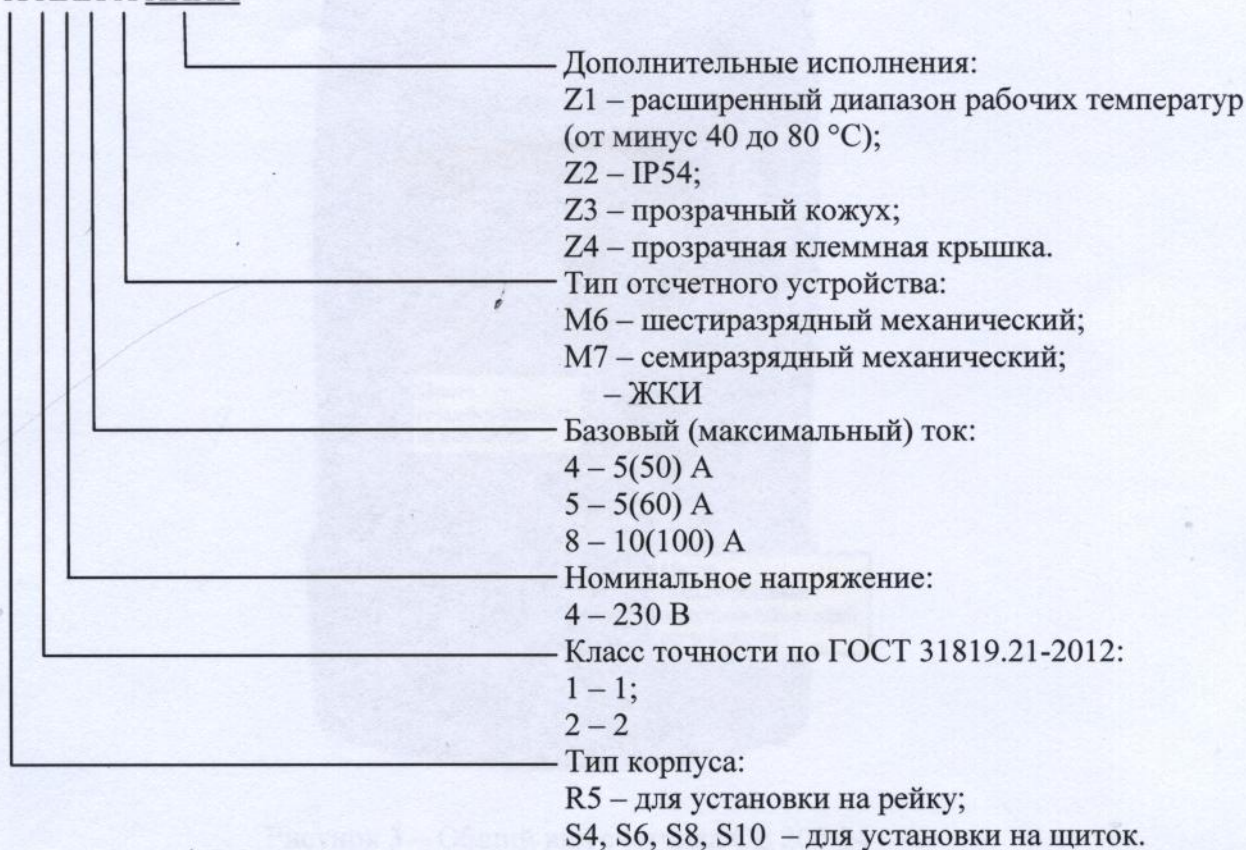 Дополнительные исполнения:
Z1 – расширенный диапазон рабочих температур
(от минус 40 до 80 °C);
Z2 – IP54;
Z3 – прозрачный кожух;
Z4 – прозрачная клеммная крышка.
Тип отсчетного устройства:
М6 – шестиразрядный механический;
М7 – семиразрядный механический;
– ЖКИ
Базовый (максимальный) ток:
4 – 5(50) А
5 – 5(60) А
8 – 10(100) А
Номинальное напряжение:
4 – 230 В
Класс точности по ГОСТ 31819.21-2012:
1 – 1;
2 – 2
Тип корпуса:
R5 – для установки на рейку;
S4, S6, S8, S10 – для установки на щиток.